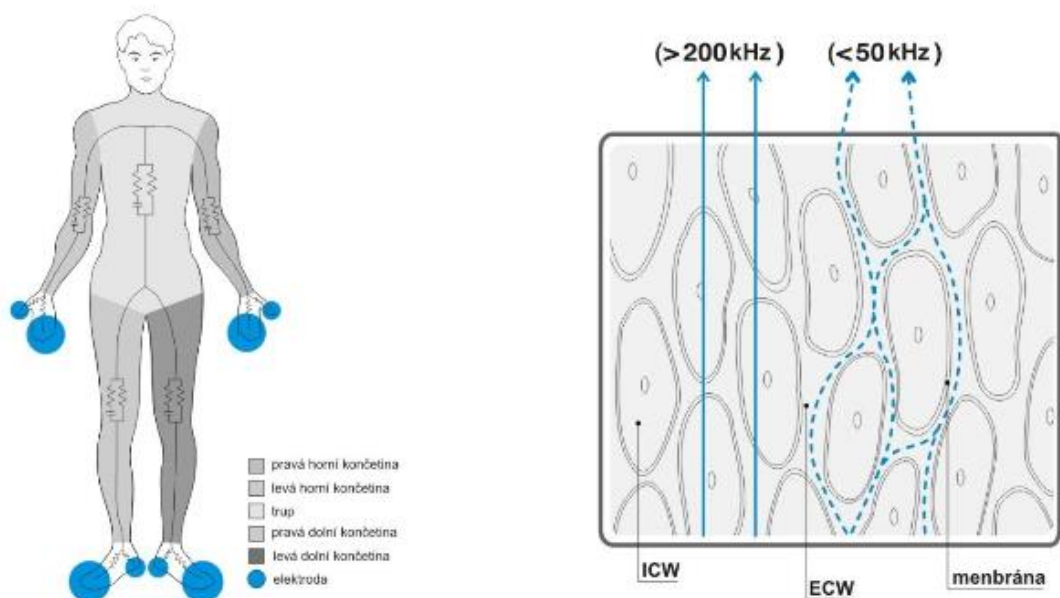 pravá horní končetina
levá horní končetina
trup
pravá dolní končetina
levá dolní končetina
elektroda
(>200kHz) (<50kHz)
ICW
ECW
menbrána